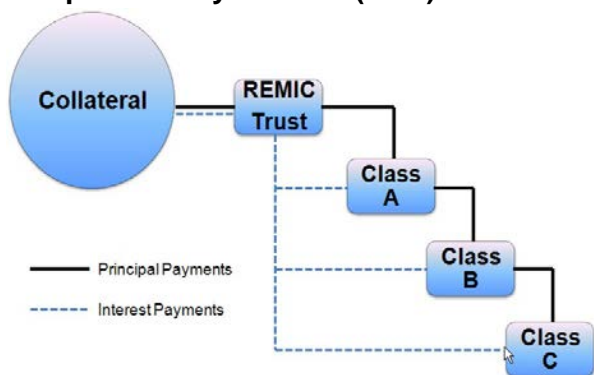 Collateral
REMIC
Trust
Class
A
Class
B
Class
C
Principal Payments
Interest Payments